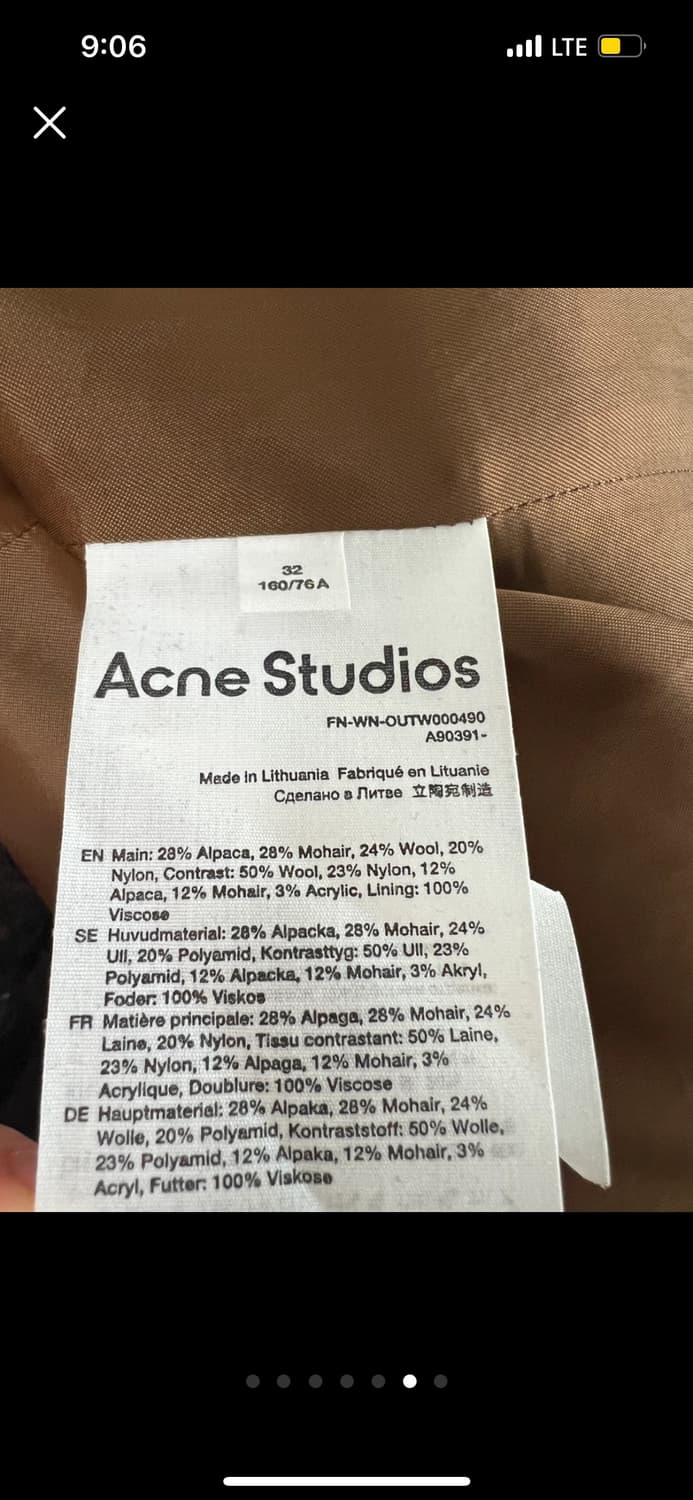 9:06
LTE
32
160/76A
Acne Studios
FN-WN-OUTW000490
A90391-
Made in Lithuania Fabriqué en Lituanie
Сделано в Литве 立陶宛制造
EN Main: 28% Alpaca, 28% Mohair, 24% Wool, 20%
Nylon, Contrast: 50% Wool, 23% Nylon, 12%
Alpaca, 12% Mohair, 3% Acrylic, Lining: 100%
Viscose
SE Huvudmaterial: 28% Alpacka, 28% Mohair, 24%
Ull, 20% Polyamid, Kontrasttyg: 50% Ull, 23%
Polyamid, 12% Alpacka, 12% Mohair, 3% Akryl,
Foder: 100% Viskos
FR Matière principale: 28% Alpaga, 28% Mohair, 24%
Laine, 20% Nylon, Tissu contrastant: 50% Laine,
23% Nylon, 12% Alpaga, 12% Mohair, 3%
Acrylique, Doublure: 100% Viscose
DE Hauptmaterial: 28% Alpaka, 28% Mohair, 24%
Wolle, 20% Polyamid, Kontraststoff: 50% Wolle,
23% Polyamid, 12% Alpaka, 12% Mohair, 3%
Acryl, Futter: 100% Viskose